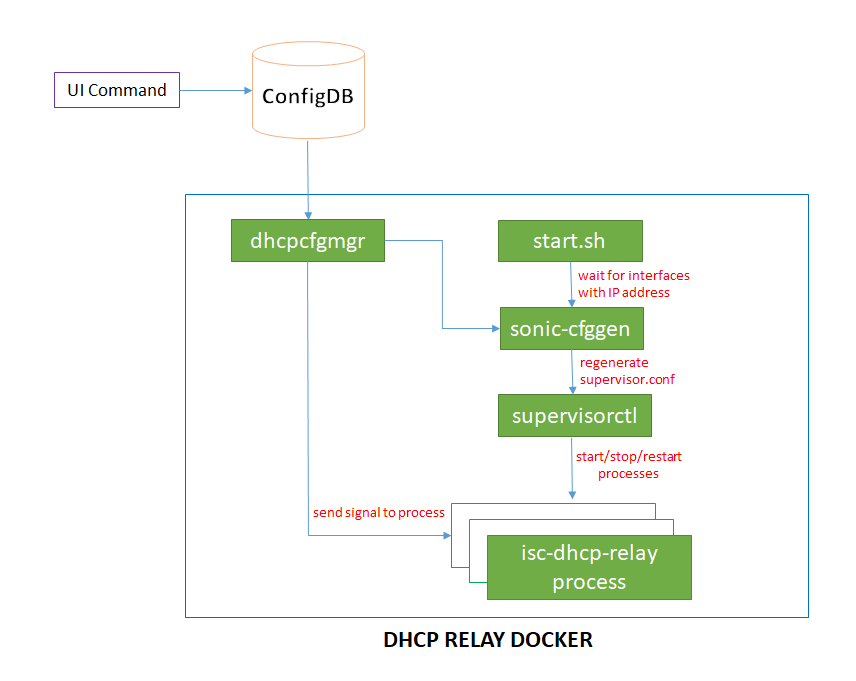 UI Command
ConfigDB
dhcpcfgmgr
start.sh
wait for interfaces
with IP address
sonic-cfggen
regenerate
supervisor.conf
supervisorctl
start/stop/restart
processes
send signal to process
isc-dhcp-relay
process
DHCP RELAY DOCKER